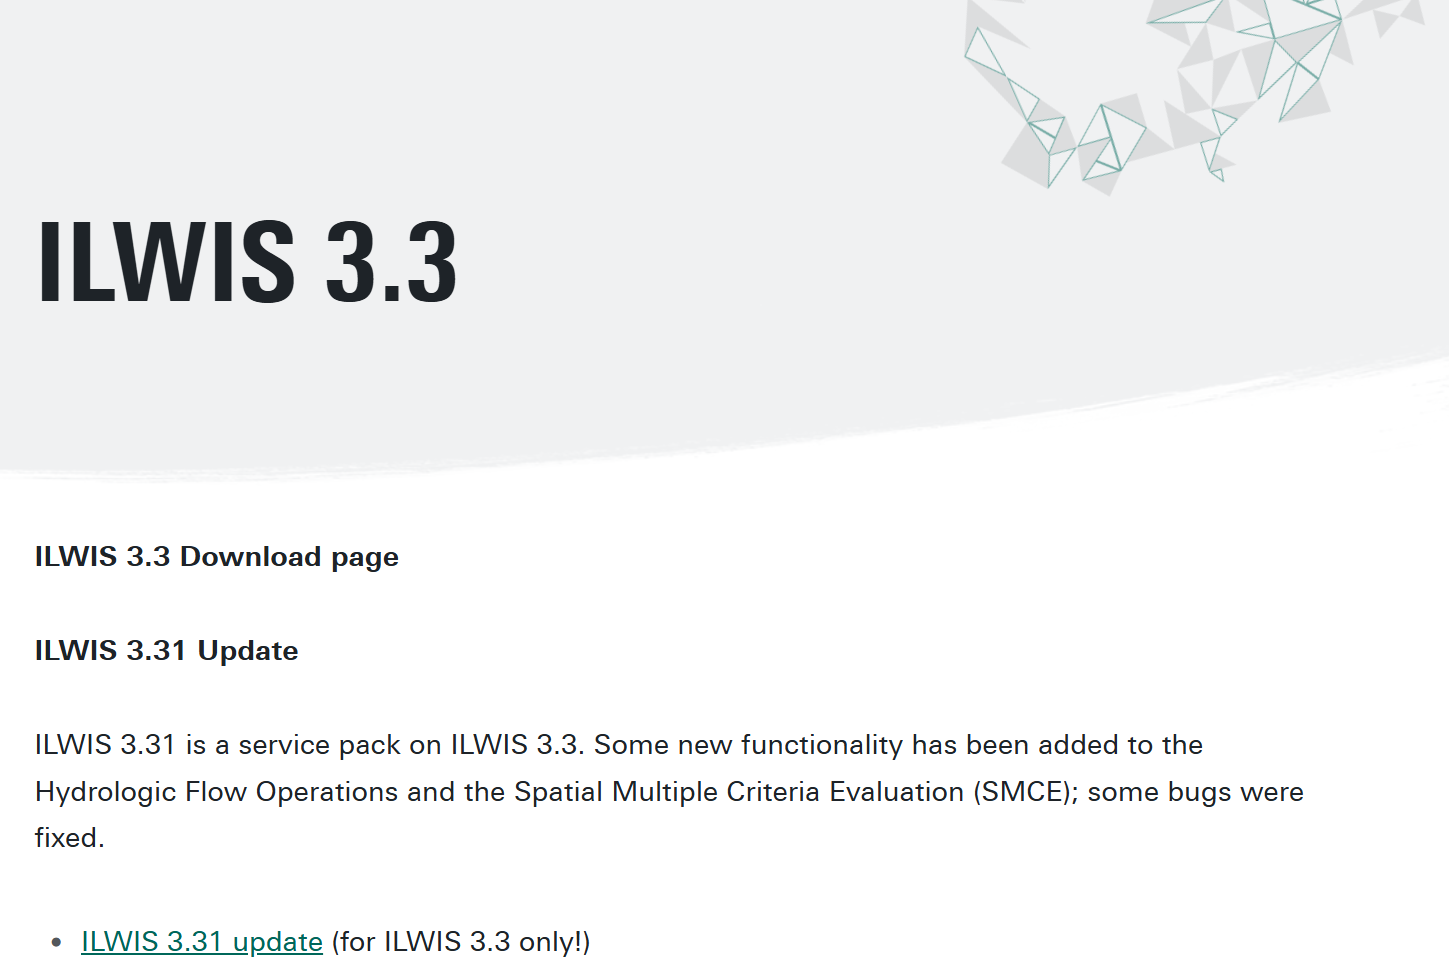 ILWIS 3.3
ILWIS 3.3 Download page
ILWIS 3.31 Update
ILWIS 3.31 is a service pack on ILWIS 3.3. Some new functionality has been added to the
Hydrologic Flow Operations and the Spatial Multiple Criteria Evaluation (SMCE); some bugs were
fixed.
• ILWIS 3.31 update (for ILWIS 3.3 only!)